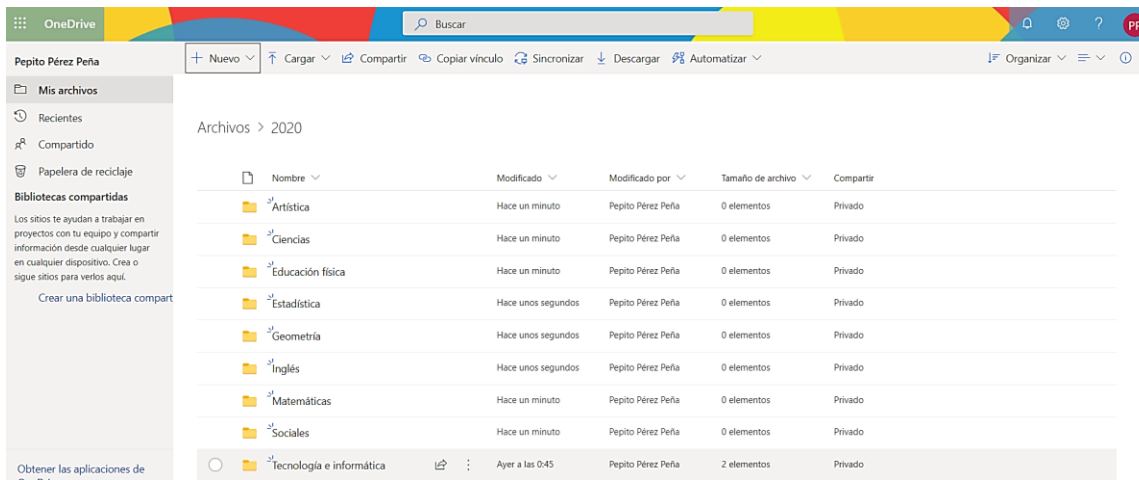 OneDrive
Buscar
Pepito Pérez Peña
Nuevo Cargar Compartir Copiar vínculo Sincronizar Descargar Automatizar Organizar
Mis archivos
Recientes
Compartido
Papelera de reciclaje
Bibliotecas compartidas
Los sitios te ayudan a trabajar en
proyectos con tu equipo y compartir
información desde cualquier lugar
en cualquier dispositivo. Crea o
sigue sitios para verlos aquí.
Crear una biblioteca compart
Obtener las aplicaciones de
Archivos > 2020
Nombre Modificado Modificado por Tamaño de archivo Compartir
Artística Hace un minuto Pepito Pérez Peña 0 elementos Privado
Ciencias Hace un minuto Pepito Pérez Peña 0 elementos Privado
Educación física Hace un minuto Pepito Pérez Peña 0 elementos Privado
Estadística Hace unos segundos Pepito Pérez Peña 0 elementos Privado
Geometría Hace unos segundos Pepito Pérez Peña 0 elementos Privado
Inglés Hace unos segundos Pepito Pérez Peña 0 elementos Privado
Matemáticas Hace un minuto Pepito Pérez Peña 0 elementos Privado
Sociales Hace un minuto Pepito Pérez Peña 0 elementos Privado
Tecnología e informática Ayer a las 0:45 Pepito Pérez Peña 2 elementos Privado